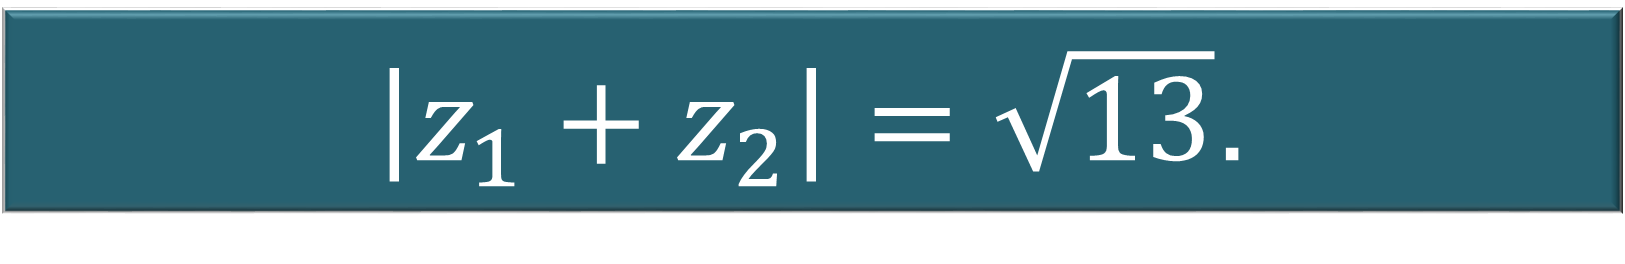 |z₁ + z₂| = √13.